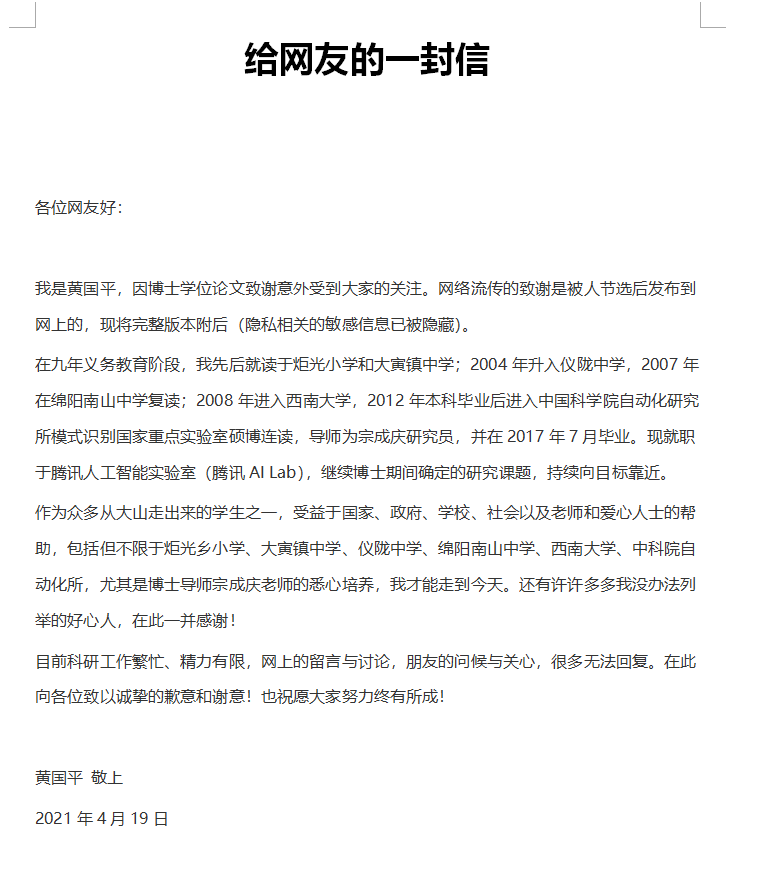 给网友的一封信
各位网友好：
我是黄国平，因博士学位论文致谢意外受到大家的关注。网络流传的致谢是被人节选后发布到
网上的，现将完整版本附后（隐私相关的敏感信息已被隐藏）。
在九年义务教育阶段，我先后就读于炬光小学和大寅镇中学；2004 年升入仪陇中学，2007 年
在绵阳南山中学复读；2008 年进入西南大学，2012 年本科毕业后进入中国科学院自动化研究
所模式识别国家重点实验室硕博连读，导师为宗成庆研究员，并在 2017 年 7 月毕业。现就职
于腾讯人工智能实验室（腾讯 AI Lab），继续博士期间确定的研究课题，持续向目标靠近。
作为众多从大山走出来的学生之一，受益于国家、政府、学校、社会以及老师和爱心人士的帮
助，包括但不限于炬光乡小学、大寅镇中学、仪陇中学、绵阳南山中学、西南大学、中科院自
动化所，尤其是博士导师宗成庆老师的悉心培养，我才能走到今天。还有许许多多我没办法列
举的好心人，在此一并感谢！
目前科研工作繁忙、精力有限，网上的留言与讨论，朋友的问候与关心，很多无法回复。在此
向各位致以诚挚的歉意和谢意！也祝愿大家努力终有所成！
黄国平 敬上
2021 年 4 月 19 日